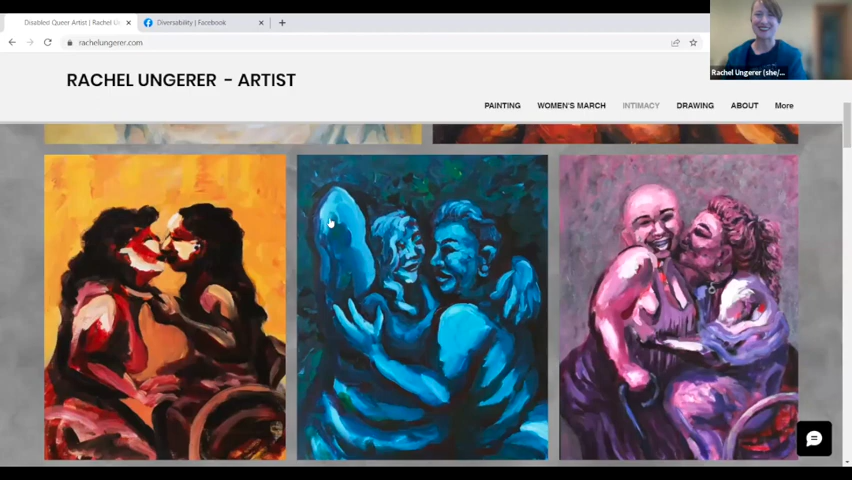 Disabled Queer Artist | Rachel Un
Diversability | Facebook
rachelungerer.com
Rachel Ungerer (she/...
RACHEL UNGERER - ARTIST
PAINTING WOMEN'S MARCH INTIMACY DRAWING ABOUT More